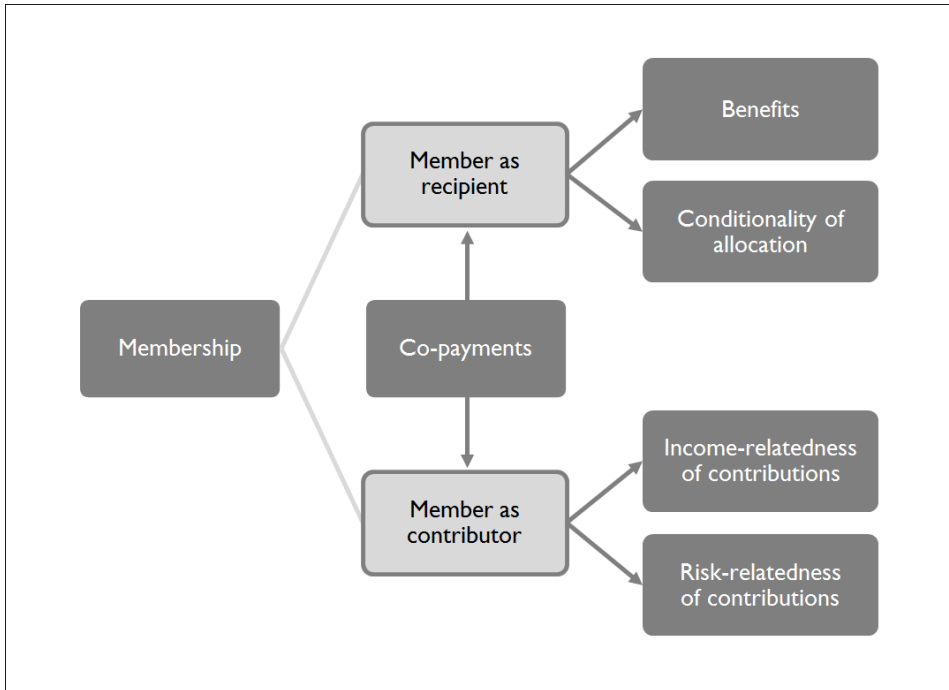 Benefits
Member as
recipient
Conditionality of
allocation
Membership
Co-payments
Income-relatedness
of contributions
Member as
contributor
Risk-relatedness
of contributions